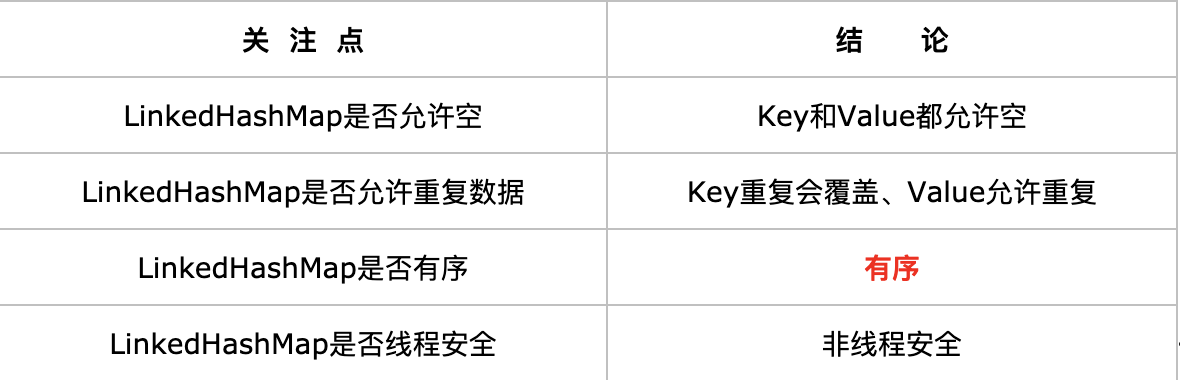 关 注 点 结 论
LinkedHashMap是否允许空 Key和Value都允许空
LinkedHashMap是否允许重复数据 Key重复会覆盖、Value允许重复
LinkedHashMap是否有序 有序
LinkedHashMap是否线程安全 非线程安全